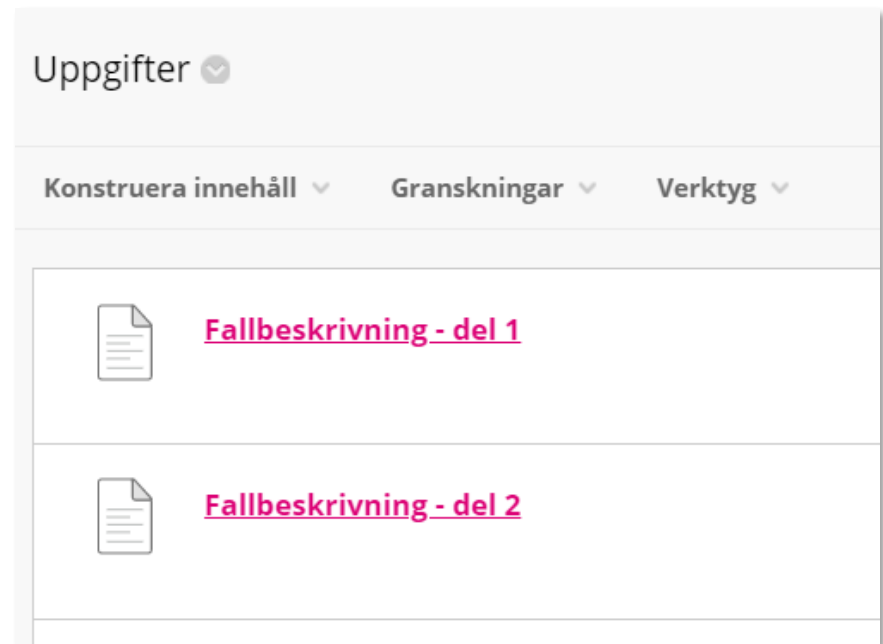 Uppgifter
Konstruera innehåll Granskningar Verktyg
Fallbeskrivning - del 1
Fallbeskrivning - del 2